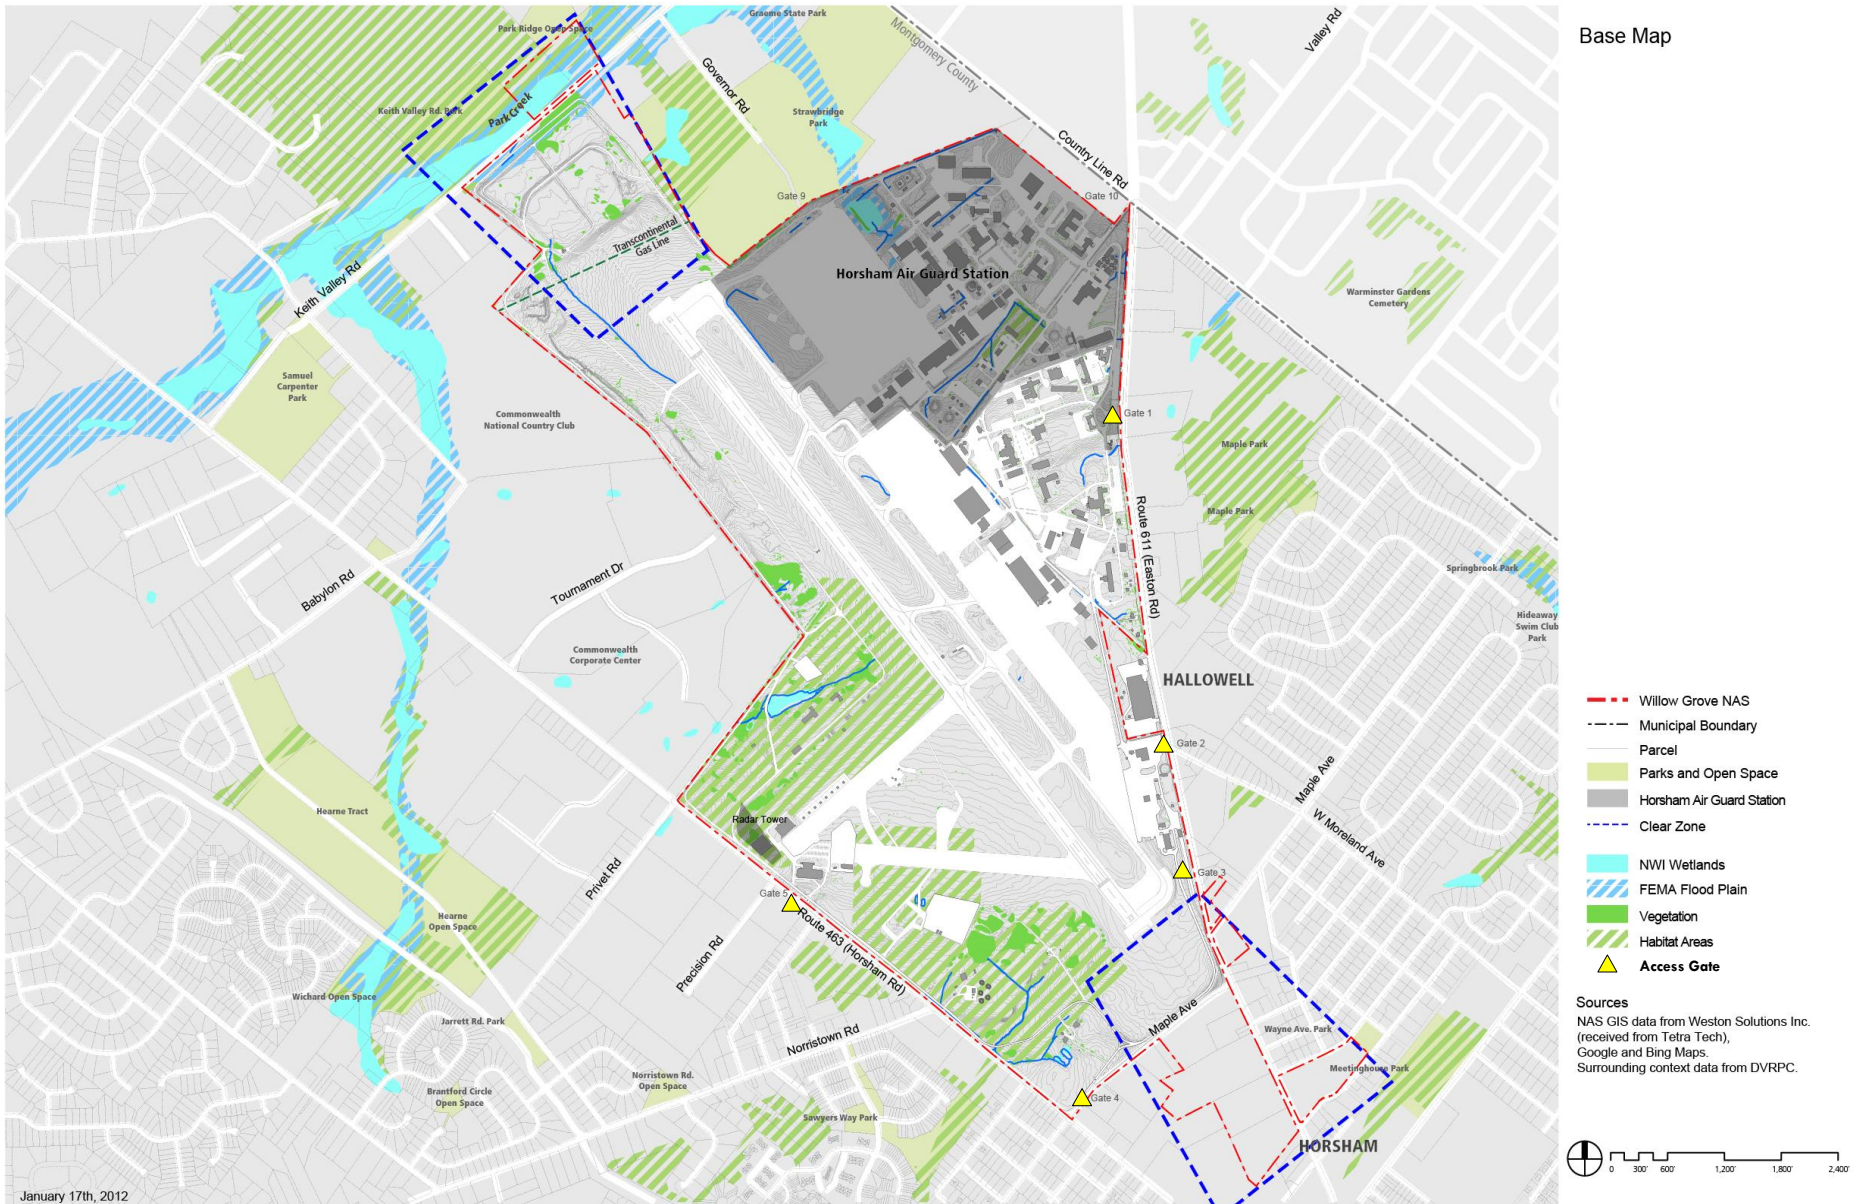 Base Map
Graeme State Park
Park Ridge Open Space
Montgomery County
Valley Rd
Governor Rd
Keith Valley Rd. Park
Park Creek
Strawbridge
Park
Country Line Rd
Gate 9
Gate 10
Transcontinental
Gas Line
Horsham Air Guard Station
Keith Valley Rd
Warminster Gardens
Cemetery
Samuel
Carpenter
Park
Commonwealth
National Country Club
Gate 1
Maple Park
Maple Park
Route 611 (Easton Rd)
Springbrook Park
Babylon Rd
Tournament Dr
Hideaway
Swim Club
Park
Commonwealth
Corporate Center
HALLOWELL
Gate 2
Maple Ave
W Moreland Ave
Hearne Tract
Radar Tower
Privet Rd
Gate 3
Gate 5
Hearne
Open Space
Route 463 (Horsham Rd)
Precision Rd
Wichard Open Space
Jarrett Rd. Park
Maple Ave
Wayne Ave. Park
Norristown Rd
Meetinghouse Park
Norristown Rd.
Open Space
Brantford Circle
Open Space
Gate 4
Sawyers Way Park
HORSHAM
January 17th, 2012
Willow Grove NAS
Municipal Boundary
Parcel
Parks and Open Space
Horsham Air Guard Station
Clear Zone
NWI Wetlands
FEMA Flood Plain
Vegetation
Habitat Areas
Access Gate
Sources
NAS GIS data from Weston Solutions Inc.
(received from Tetra Tech),
Google and Bing Maps.
Surrounding context data from DVRPC.
0 300' 600' 1,200' 1,800' 2,400'